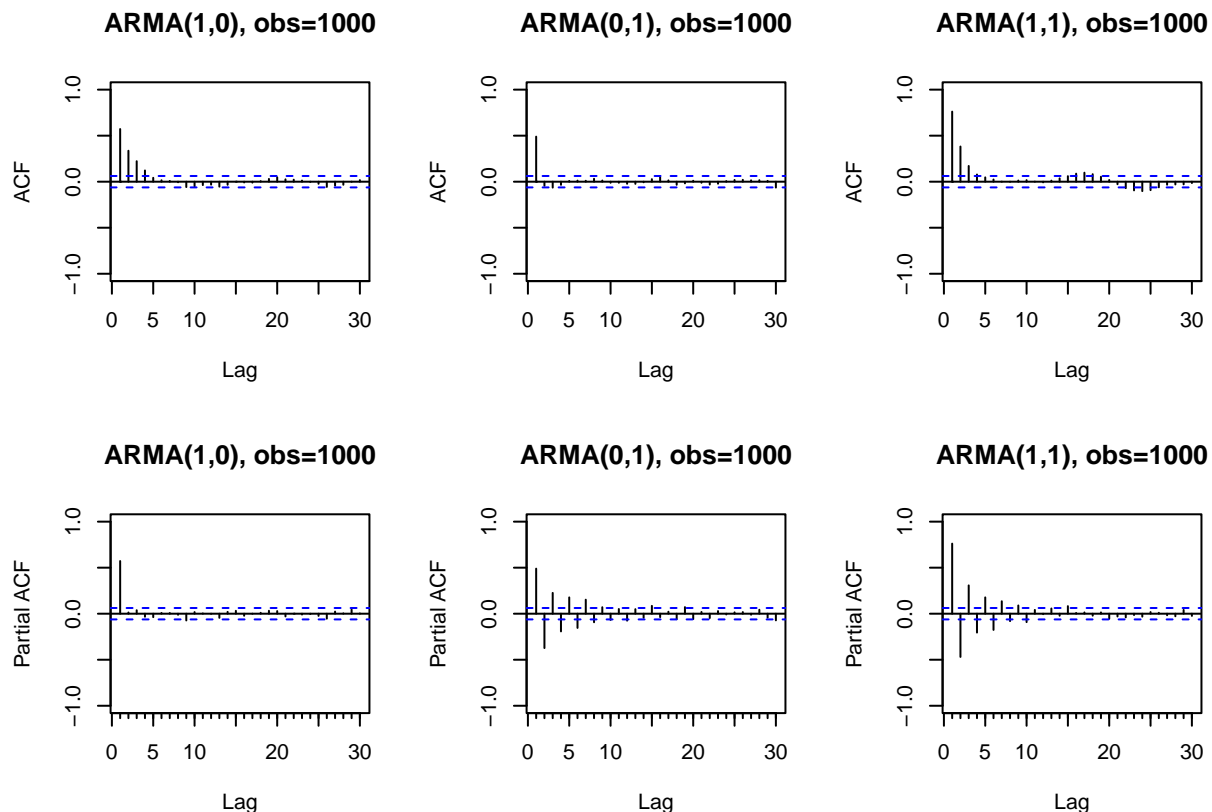 ARMA(1,0), obs=1000
ACF
1.0
0.0
−1.0
0 5 10 20 30
Lag
ARMA(0,1), obs=1000
ACF
1.0
0.0
−1.0
0 5 10 20 30
Lag
ARMA(1,1), obs=1000
ACF
1.0
0.0
−1.0
0 5 10 20 30
Lag
ARMA(1,0), obs=1000
Partial ACF
1.0
0.0
−1.0
0 5 10 20 30
Lag
ARMA(0,1), obs=1000
Partial ACF
1.0
0.0
−1.0
0 5 10 20 30
Lag
ARMA(1,1), obs=1000
Partial ACF
1.0
0.0
−1.0
0 5 10 20 30
Lag